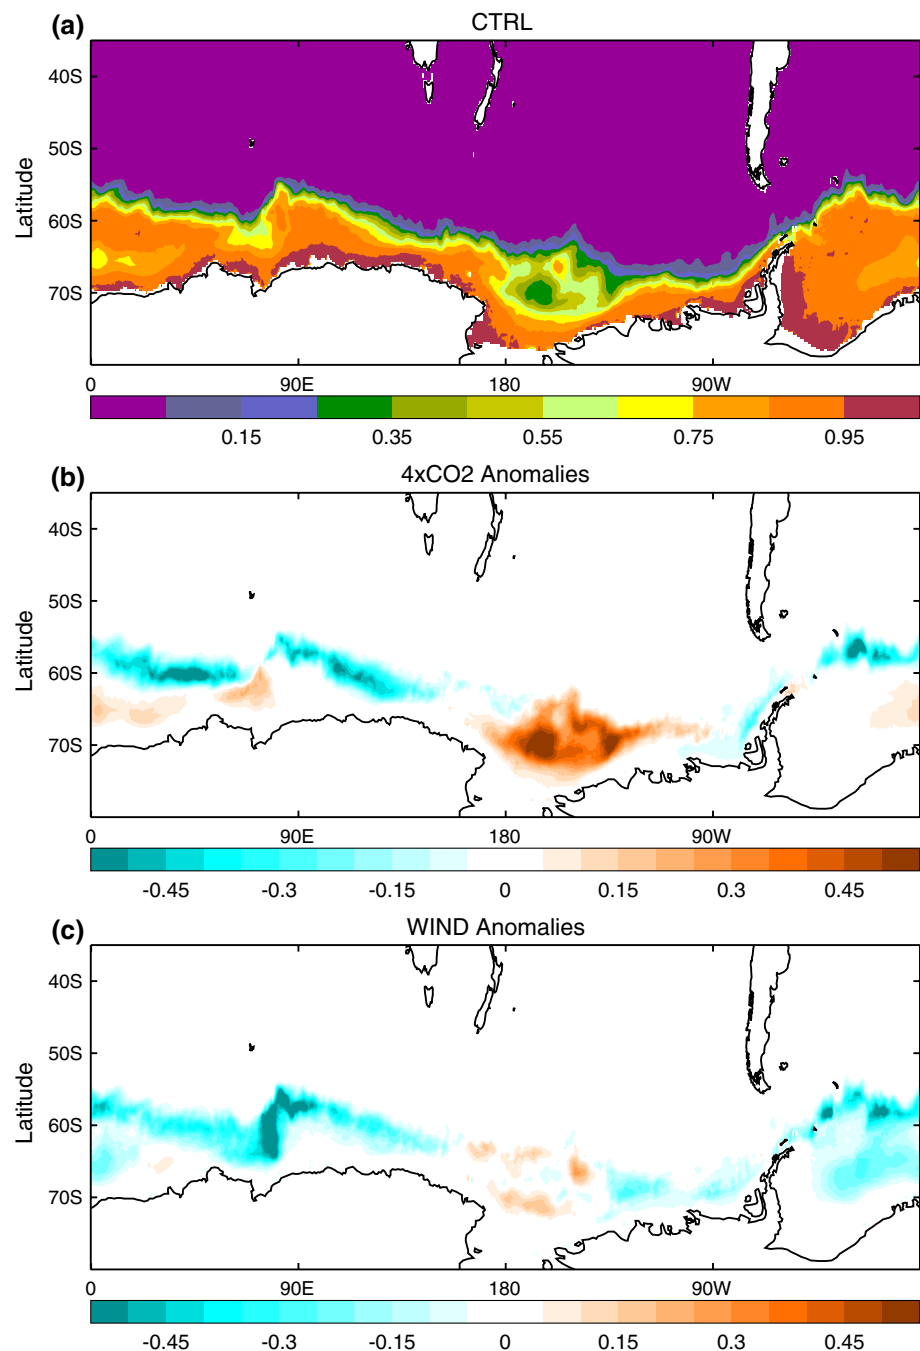 (a) CTRL
40S
50S
60S
70S
Latitude
0 90E 180 90W
0.15 0.35 0.55 0.75 0.95
(b) 4xCO2 Anomalies
40S
50S
60S
70S
Latitude
0 90E 180 90W
-0.45 -0.3 -0.15 0 0.15 0.3 0.45
(c) WIND Anomalies
40S
50S
60S
70S
Latitude
0 90E 180 90W
-0.45 -0.3 -0.15 0 0.15 0.3 0.45